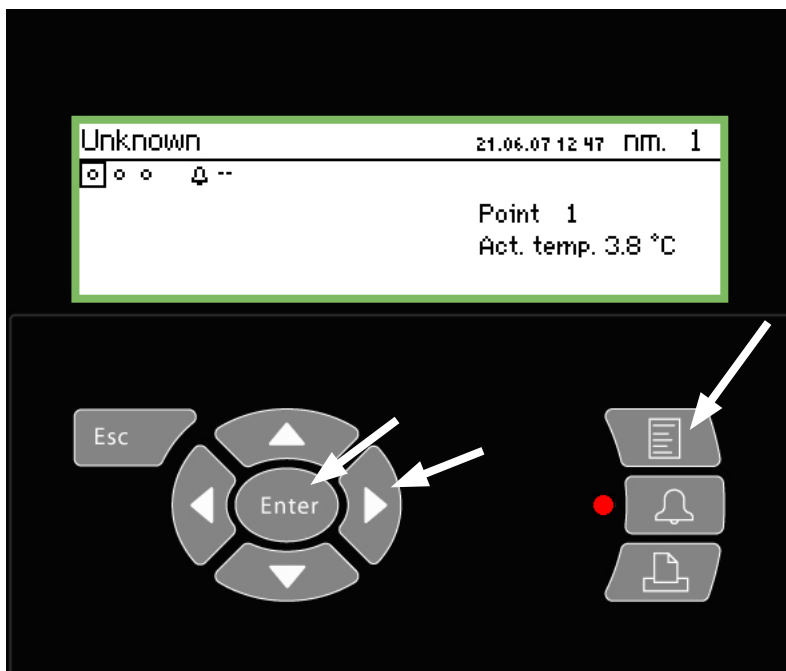 Unknown 21.06.07 12 47 nm. 1
--
Point 1
Act. temp. 3.8 °C
Esc
Enter